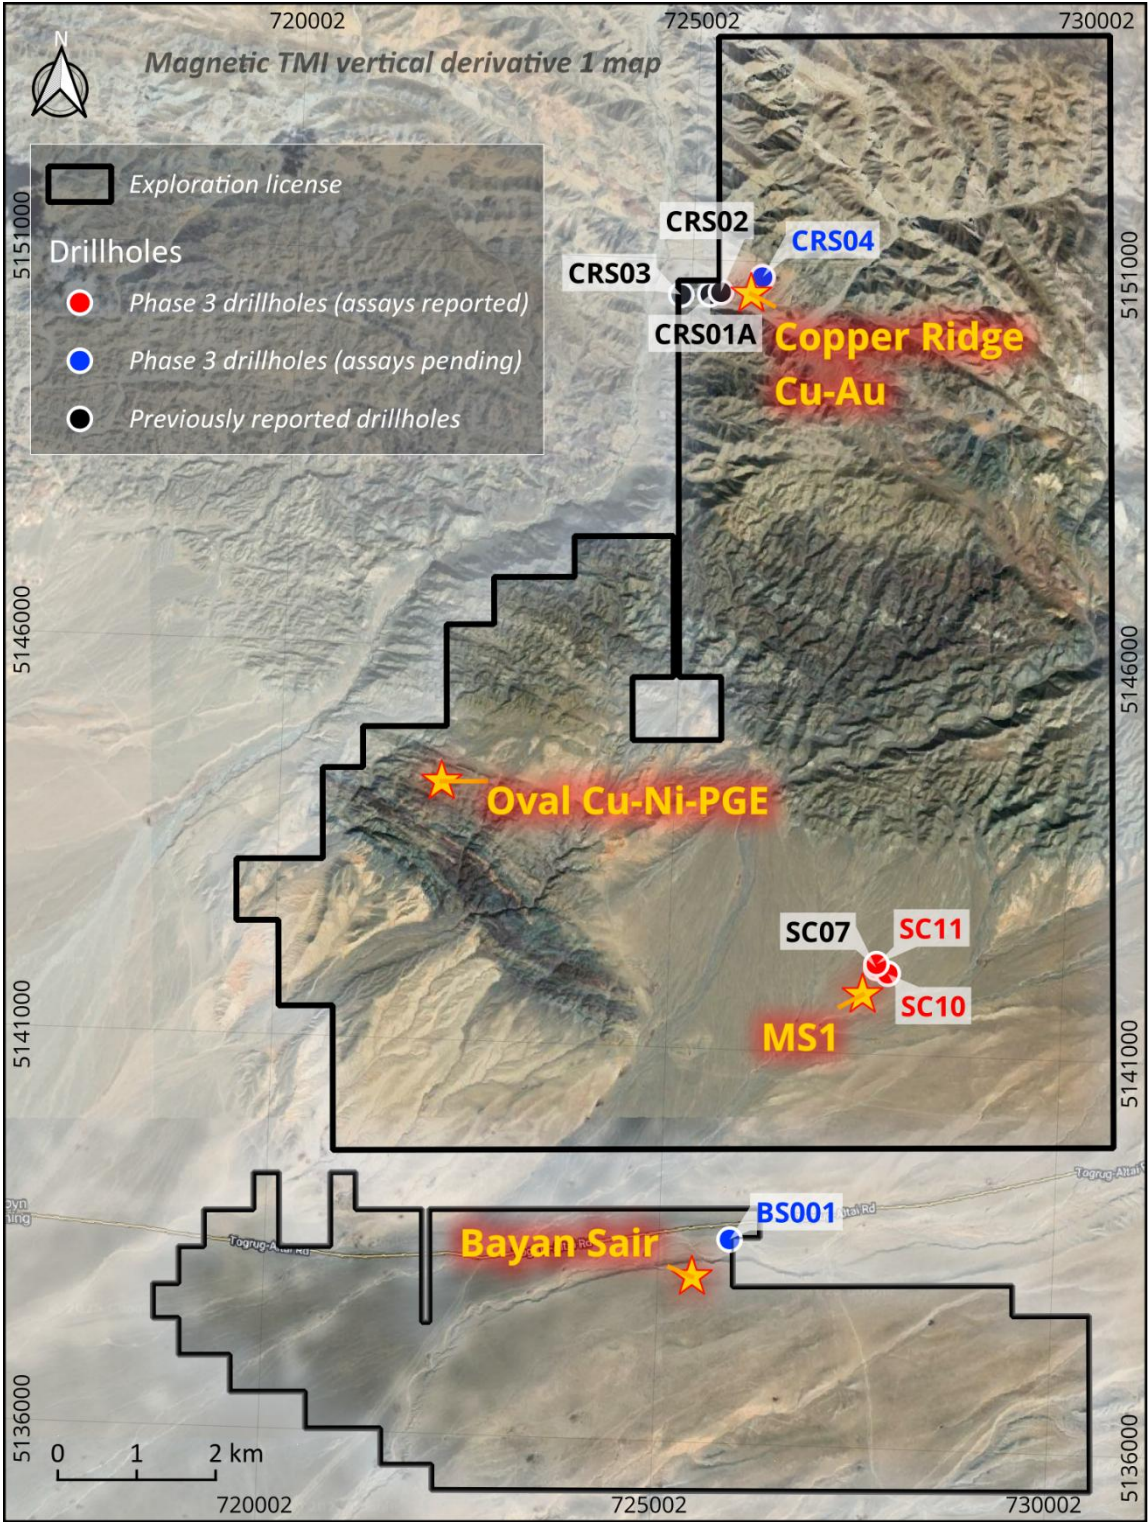 720002
725002
730002
N
Magnetic TMI vertical derivative 1 map
Exploration license
Drillholes
Phase 3 drillholes (assays reported)
Phase 3 drillholes (assays pending)
Previously reported drillholes
5151000
5151000
CRS02
CRS04
CRS03
CRS01A
Copper Ridge
Cu-Au
5146000
5146000
Oval Cu-Ni-PGE
SC07
SC11
SC10
MS1
5141000
5141000
Togrug-Altai
BS001
Altai Rd
Togrug-Altai Rd
Bayan Sair
5136000
5136000
0
1
2 km
720002
725002
730002